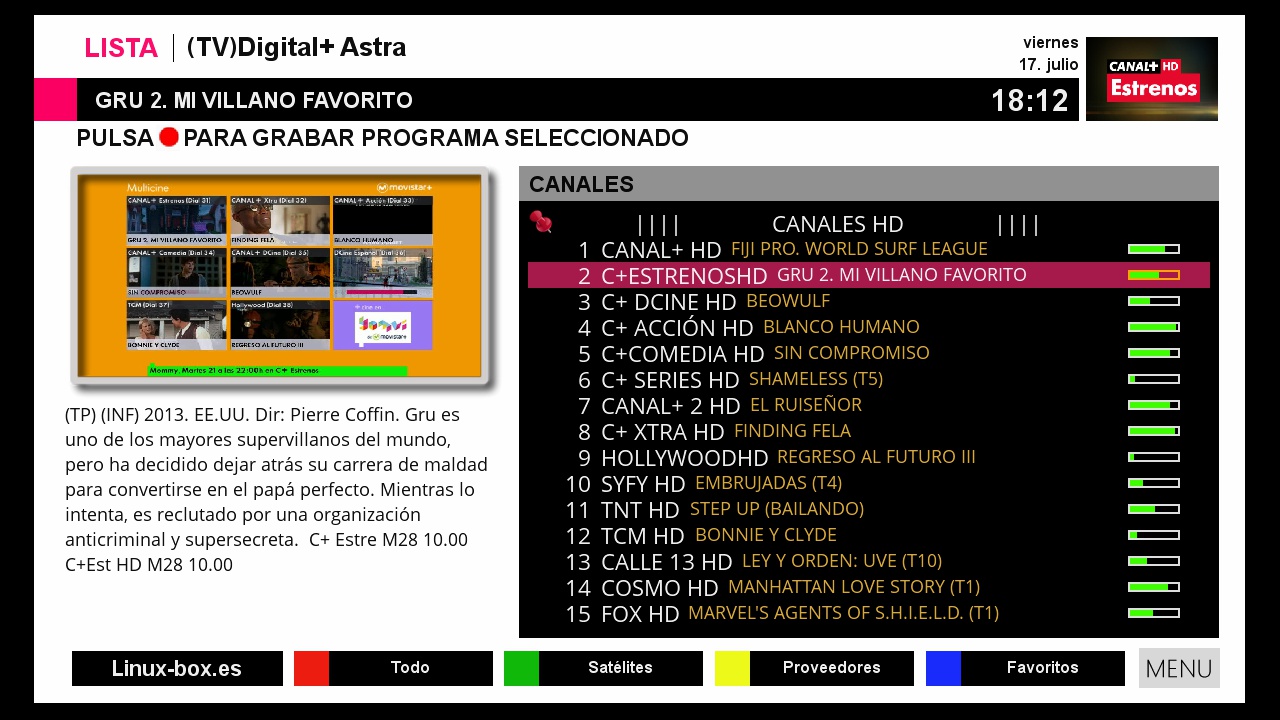 LISTA | (TV)Digital+ Astra
viernes
17. julio
CANAL+ HD
Estrenos
GRU 2. MI VILLANO FAVORITO
18:12
PULSA PARA GRABAR PROGRAMA SELECCIONADO
Multicine
movistar+
CANAL+ Estrenos (Dial 31) CANAL+ Xtra (Dial 32) CANAL+ Acción (Dial 33)
GRU 2. MI VILLANO FAVORITO FINDING FELA BLANCO HUMANO
CANAL+ Comedia (Dial 34) CANAL+ DCine (Dial 35) DCine Español (Dial 36)
SIN COMPROMISO BEOWULF
TCM (Dial 37) Hollywood (Dial 38)
BONNIE Y CLYDE REGRESO AL FUTURO III
Mommy, Martes 21 a las 22:00h en C+ Estrenos
(TP) (INF) 2013. EE.UU. Dir: Pierre Coffin. Gru es
uno de los mayores supervillanos del mundo,
pero ha decidido dejar atrás su carrera de maldad
para convertirse en el papá perfecto. Mientras lo
intenta, es reclutado por una organización
anticriminal y supersecreta. C+ Estre M28 10.00
C+Est HD M28 10.00
CANALES
|||| CANALES HD ||||
1 CANAL+ HD FIJI PRO. WORLD SURF LEAGUE
2 C+ESTRENOSHD GRU 2. MI VILLANO FAVORITO
3 C+ DCINE HD BEOWULF
4 C+ ACCIÓN HD BLANCO HUMANO
5 C+COMEDIA HD SIN COMPROMISO
6 C+ SERIES HD SHAMELESS (T5)
7 CANAL+ 2 HD EL RUISEÑOR
8 C+ XTRA HD FINDING FELA
9 HOLLYWOODHD REGRESO AL FUTURO III
10 SYFY HD EMBRUJADAS (T4)
11 TNT HD STEP UP (BAILANDO)
12 TCM HD BONNIE Y CLYDE
13 CALLE 13 HD LEY Y ORDEN: UVE (T10)
14 COSMO HD MANHATTAN LOVE STORY (T1)
15 FOX HD MARVEL'S AGENTS OF S.H.I.E.L.D. (T1)
Linux-box.es
Todo
Satélites
Proveedores
Favoritos
MENU